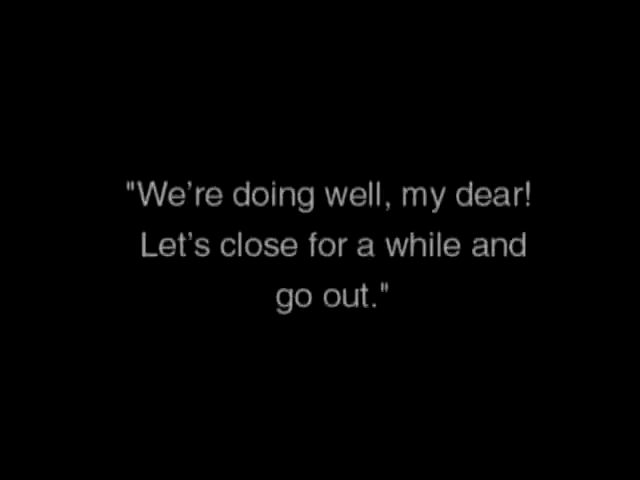 "We’re doing well, my dear!
Let’s close for a while and
go out."